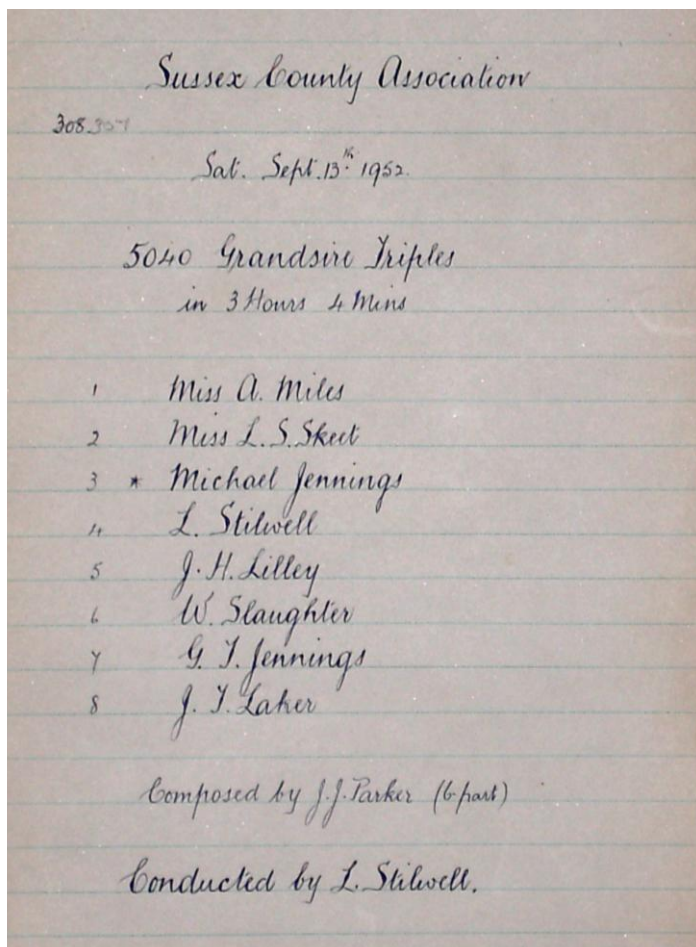 Sussex County Association
308.307
Sat. Sept. 13th 1952.
5040 Grandsire Triples
in 3 Hours 4 Mins
1 Miss A. Miles
2 Miss L. S. Skeet
3 * Michael Jennings
4 L. Stilwell
5 J. H. Lilley
6 W. Slaughter
7 G. T. Jennings
8 J. T. Laker
Composed by J. J. Parker (6-part)
Conducted by L. Stilwell.